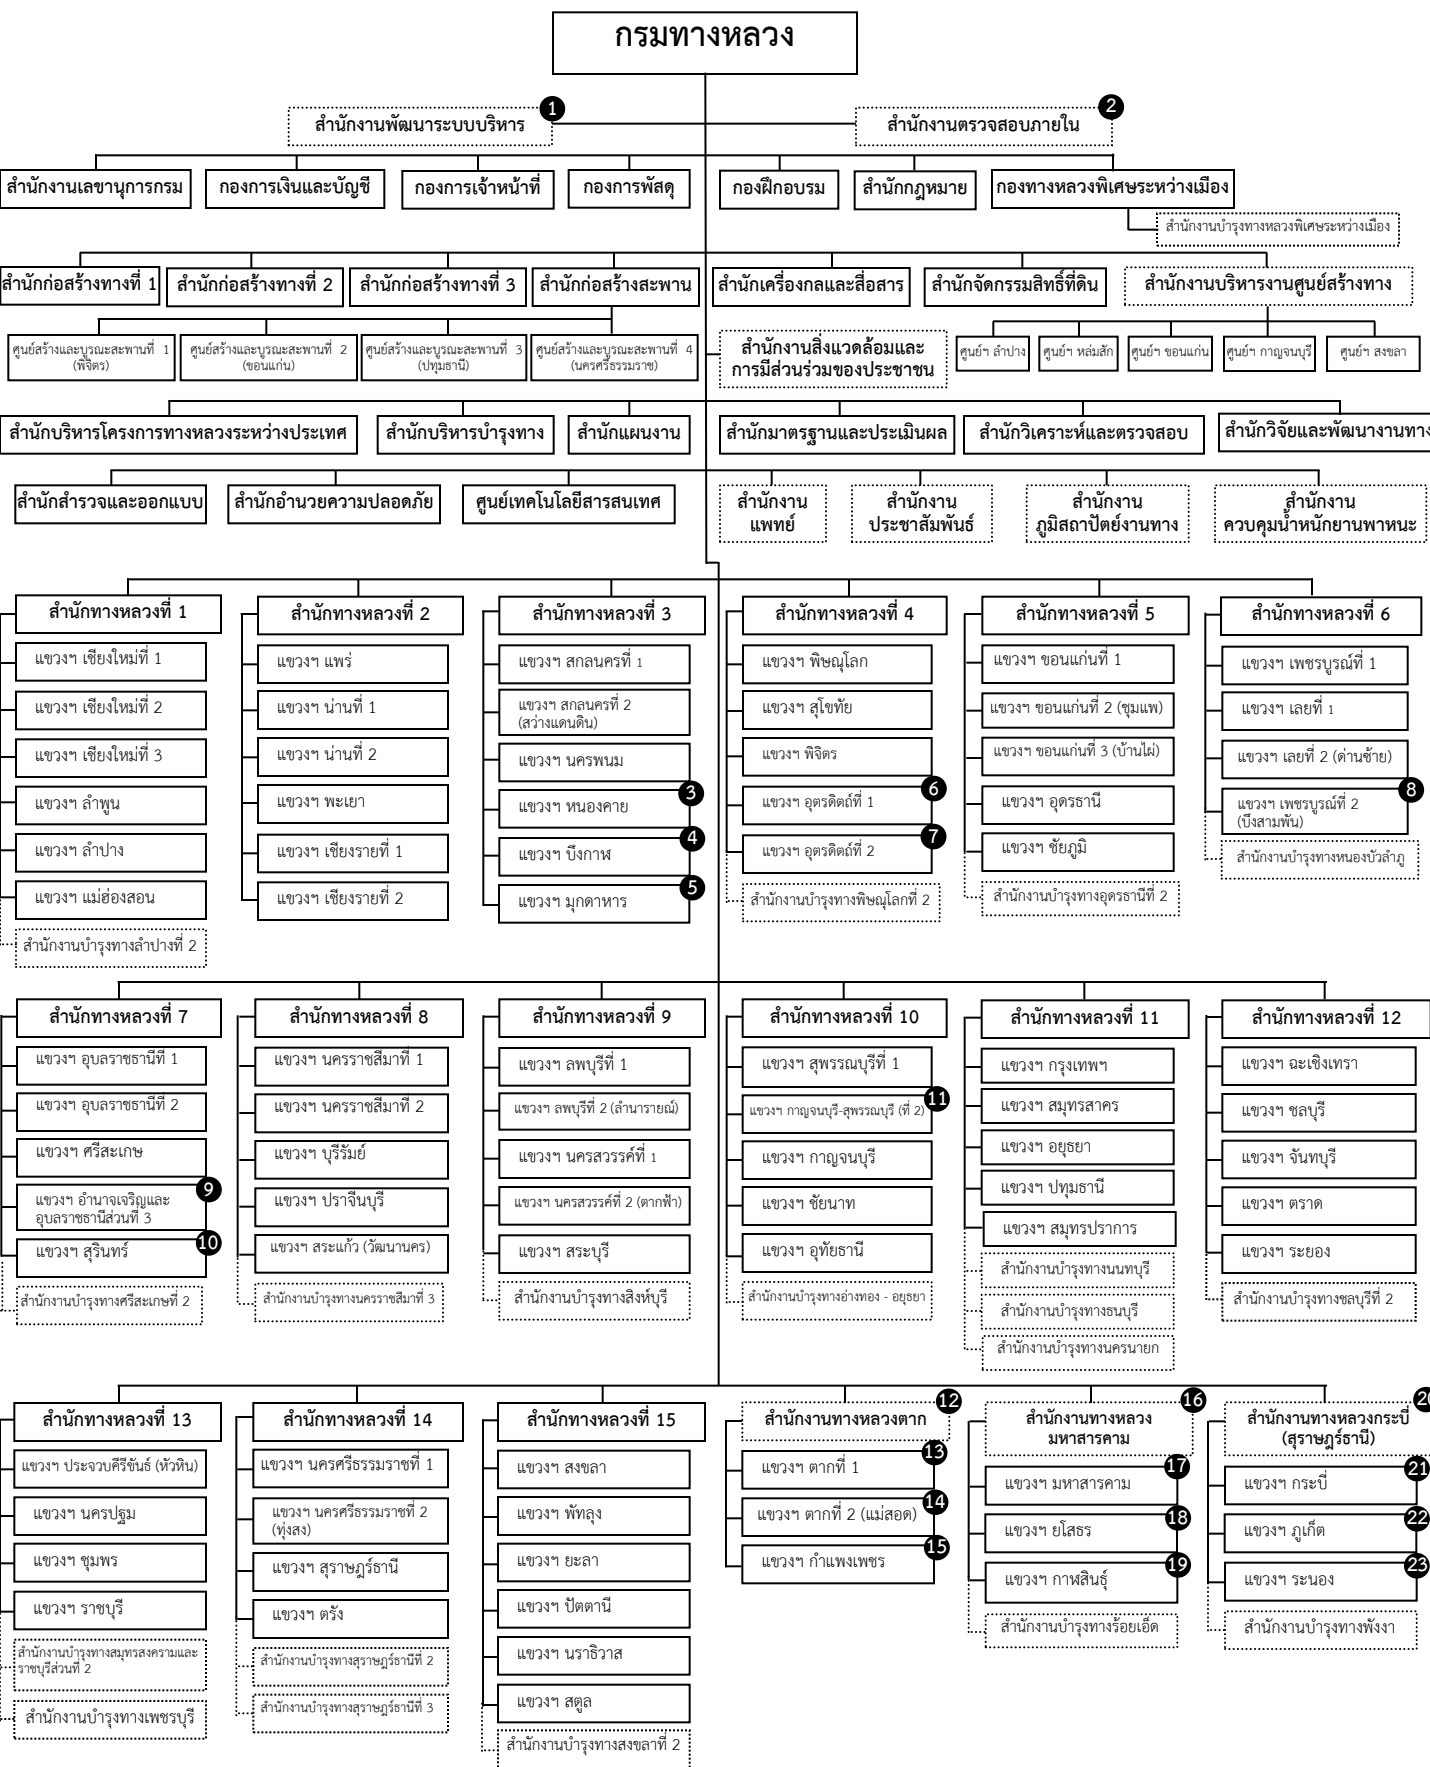 กรมทางหลวง
1
2
สำนักงานพัฒนาระบบบริหาร
สำนักงานตรวจสอบภายใน
สำนักงานเลขานุการกรม
กองการเงินและบัญชี
กองการเจ้าหน้าที่
กองการพัสดุ
กองฝึกอบรม
สำนักกฎหมาย
กองทางหลวงพิเศษระหว่างเมือง
สำนักงานบำรุงทางหลวงพิเศษระหว่างเมือง
สำนักก่อสร้างทางที่ 1
สำนักก่อสร้างทางที่ 2
สำนักก่อสร้างทางที่ 3
สำนักก่อสร้างสะพาน
สำนักเครื่องกลและสื่อสาร
สำนักจัดกรรมสิทธิ์ที่ดิน
สำนักงานบริหารงานศูนย์สร้างทาง
ศูนย์สร้างและบูรณะสะพานที่ 1
(พิจิตร)
ศูนย์สร้างและบูรณะสะพานที่ 2
(ขอนแก่น)
ศูนย์สร้างและบูรณะสะพานที่ 3
(ปทุมธานี)
ศูนย์สร้างและบูรณะสะพานที่ 4
(นครศรีธรรมราช)
สำนักงานสิ่งแวดล้อมและ
การมีส่วนร่วมของประชาชน
ศูนย์ฯ ลำปาง
ศูนย์ฯ หล่มสัก
ศูนย์ฯ ขอนแก่น
ศูนย์ฯ กาญจนบุรี
ศูนย์ฯ สงขลา
สำนักบริหารโครงการทางหลวงระหว่างประเทศ
สำนักบริหารบำรุงทาง
สำนักแผนงาน
สำนักมาตรฐานและประเมินผล
สำนักวิเคราะห์และตรวจสอบ
สำนักวิจัยและพัฒนางานทาง
สำนักสำรวจและออกแบบ
สำนักอำนวยความปลอดภัย
ศูนย์เทคโนโลยีสารสนเทศ
สำนักงาน
แพทย์
สำนักงาน
ประชาสัมพันธ์
สำนักงาน
ภูมิสถาปัตย์งานทาง
สำนักงาน
ควบคุมน้ำหนักยานพาหนะ
สำนักทางหลวงที่ 1
แขวงฯ เชียงใหม่ที่ 1
แขวงฯ เชียงใหม่ที่ 2
แขวงฯ เชียงใหม่ที่ 3
แขวงฯ ลำพูน
แขวงฯ ลำปาง
แขวงฯ แม่ฮ่องสอน
สำนักงานบำรุงทางลำปางที่ 2
สำนักทางหลวงที่ 2
แขวงฯ แพร่
แขวงฯ น่านที่ 1
แขวงฯ น่านที่ 2
แขวงฯ พะเยา
แขวงฯ เชียงรายที่ 1
แขวงฯ เชียงรายที่ 2
สำนักทางหลวงที่ 3
แขวงฯ สกลนครที่ 1
แขวงฯ สกลนครที่ 2
(สว่างแดนดิน)
แขวงฯ นครพนม
แขวงฯ หนองคาย
3
แขวงฯ บึงกาฬ
4
แขวงฯ มุกดาหาร
5
สำนักทางหลวงที่ 4
แขวงฯ พิษณุโลก
แขวงฯ สุโขทัย
แขวงฯ พิจิตร
แขวงฯ อุตรดิตถ์ที่ 1
6
แขวงฯ อุตรดิตถ์ที่ 2
7
สำนักงานบำรุงทางพิษณุโลกที่ 2
สำนักทางหลวงที่ 5
แขวงฯ ขอนแก่นที่ 1
แขวงฯ ขอนแก่นที่ 2 (ชุมแพ)
แขวงฯ ขอนแก่นที่ 3 (บ้านไผ่)
แขวงฯ อุดรธานี
แขวงฯ ชัยภูมิ
สำนักงานบำรุงทางอุดรธานีที่ 2
สำนักทางหลวงที่ 6
แขวงฯ เพชรบูรณ์ที่ 1
แขวงฯ เลยที่ 1
แขวงฯ เลยที่ 2 (ด่านซ้าย)
แขวงฯ เพชรบูรณ์ที่ 2
(บึงสามพัน)
8
สำนักงานบำรุงทางหนองบัวลำภู
สำนักทางหลวงที่ 7
แขวงฯ อุบลราชธานีที่ 1
แขวงฯ อุบลราชธานีที่ 2
แขวงฯ ศรีสะเกษ
แขวงฯ อำนาจเจริญและ
อุบลราชธานีส่วนที่ 3
9
แขวงฯ สุรินทร์
10
สำนักงานบำรุงทางศรีสะเกษที่ 2
สำนักทางหลวงที่ 8
แขวงฯ นครราชสีมาที่ 1
แขวงฯ นครราชสีมาที่ 2
แขวงฯ บุรีรัมย์
แขวงฯ ปราจีนบุรี
แขวงฯ สระแก้ว (วัฒนานคร)
สำนักงานบำรุงทางนครราชสีมาที่ 3
สำนักทางหลวงที่ 9
แขวงฯ ลพบุรีที่ 1
แขวงฯ ลพบุรีที่ 2 (ลำนารายณ์)
แขวงฯ นครสวรรค์ที่ 1
แขวงฯ นครสวรรค์ที่ 2 (ตากฟ้า)
แขวงฯ สระบุรี
สำนักงานบำรุงทางสิงห์บุรี
สำนักทางหลวงที่ 10
แขวงฯ สุพรรณบุรีที่ 1
แขวงฯ กาญจนบุรี-สุพรรณบุรี (ที่ 2)
11
แขวงฯ กาญจนบุรี
แขวงฯ ชัยนาท
แขวงฯ อุทัยธานี
สำนักงานบำรุงทางอ่างทอง - อยุธยา
สำนักทางหลวงที่ 11
แขวงฯ กรุงเทพฯ
แขวงฯ สมุทรสาคร
แขวงฯ อยุธยา
แขวงฯ ปทุมธานี
แขวงฯ สมุทรปราการ
สำนักงานบำรุงทางนนทบุรี
สำนักงานบำรุงทางธนบุรี
สำนักงานบำรุงทางนครนายก
สำนักทางหลวงที่ 12
แขวงฯ ฉะเชิงเทรา
แขวงฯ ชลบุรี
แขวงฯ จันทบุรี
แขวงฯ ตราด
แขวงฯ ระยอง
สำนักงานบำรุงทางชลบุรีที่ 2
สำนักทางหลวงที่ 13
แขวงฯ ประจวบคีรีขันธ์ (หัวหิน)
แขวงฯ นครปฐม
แขวงฯ ชุมพร
แขวงฯ ราชบุรี
สำนักงานบำรุงทางสมุทรสงครามและ
ราชบุรีส่วนที่ 2
สำนักงานบำรุงทางเพชรบุรี
สำนักทางหลวงที่ 14
แขวงฯ นครศรีธรรมราชที่ 1
แขวงฯ นครศรีธรรมราชที่ 2
(ทุ่งสง)
แขวงฯ สุราษฎร์ธานี
แขวงฯ ตรัง
สำนักงานบำรุงทางสุราษฎร์ธานีที่ 2
สำนักงานบำรุงทางสุราษฎร์ธานีที่ 3
สำนักทางหลวงที่ 15
แขวงฯ สงขลา
แขวงฯ พัทลุง
แขวงฯ ยะลา
แขวงฯ ปัตตานี
แขวงฯ นราธิวาส
แขวงฯ สตูล
สำนักงานบำรุงทางสงขลาที่ 2
สำนักงานทางหลวงตาก
12
แขวงฯ ตากที่ 1
13
แขวงฯ ตากที่ 2 (แม่สอด)
14
แขวงฯ กำแพงเพชร
15
สำนักงานทางหลวง
มหาสารคาม
16
แขวงฯ มหาสารคาม
17
แขวงฯ ยโสธร
18
แขวงฯ กาฬสินธุ์
19
สำนักงานบำรุงทางร้อยเอ็ด
สำนักงานทางหลวงกระบี่
(สุราษฎร์ธานี)
20
แขวงฯ กระบี่
21
แขวงฯ ภูเก็ต
22
แขวงฯ ระนอง
23
สำนักงานบำรุงทางพังงา